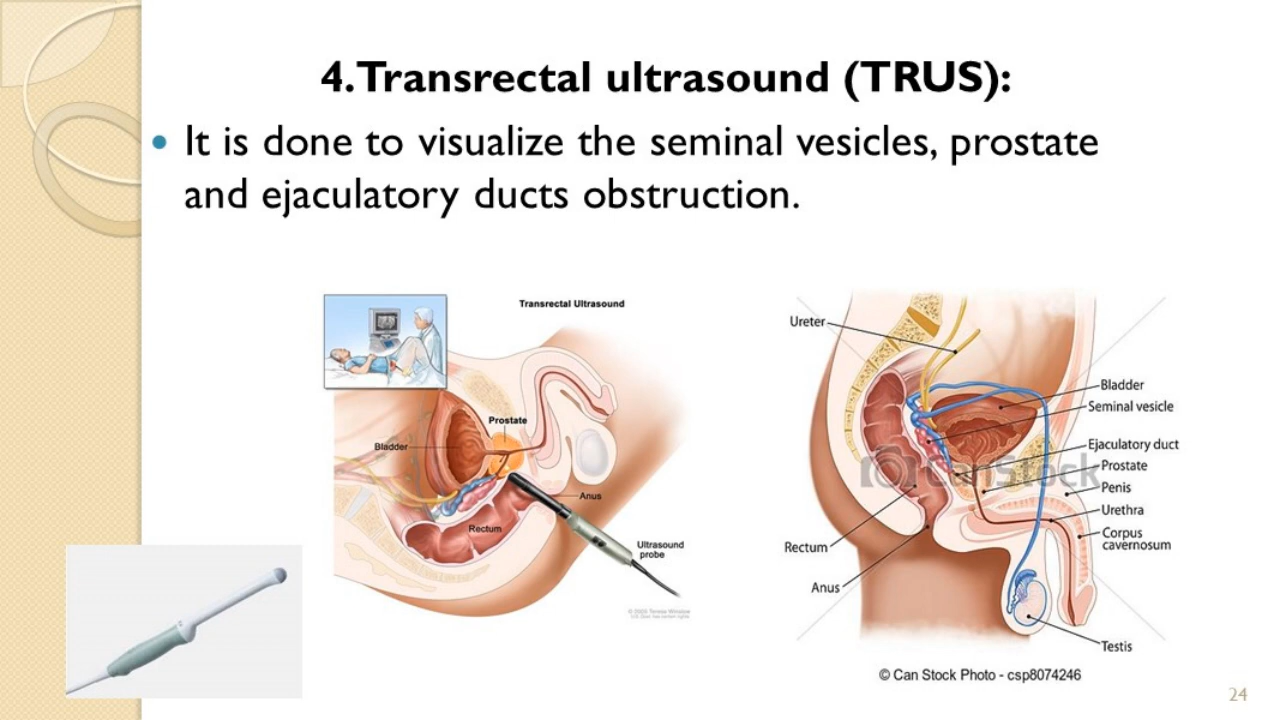 4.Transrectal ultrasound (TRUS):
• It is done to visualize the seminal vesicles, prostate
and ejaculatory ducts obstruction.
Transrectal Ultrasound
Prostate
Bladder
Anus
Rectum
Ultrasound
probe
Ureter
Bladder
Seminal vesicle
Ejaculatory duct
CanStock
Prostate
Penis
Urethra
Corpus
cavernosum
Rectum
Anus
Testis
© Can Stock Photo - csp8074246
24